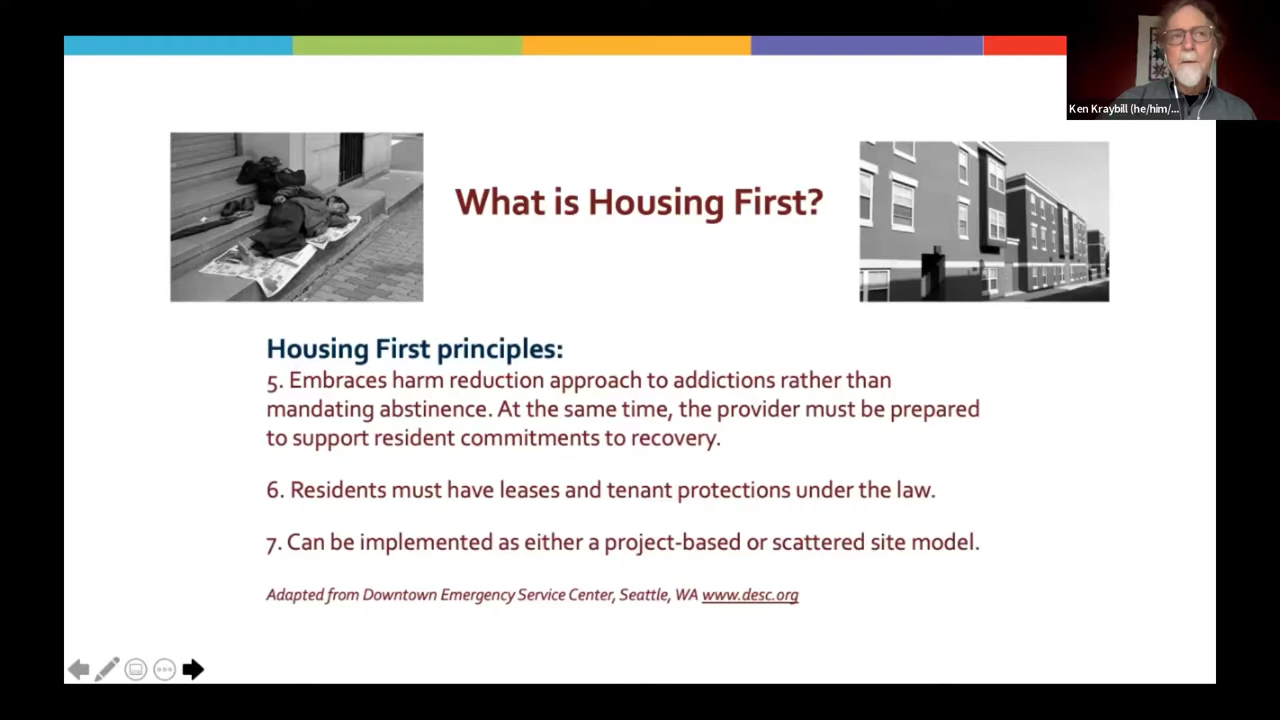 Ken Kraybill (he/him/...
What is Housing First?
Housing First principles:
5. Embraces harm reduction approach to addictions rather than
mandating abstinence. At the same time, the provider must be prepared
to support resident commitments to recovery.
6. Residents must have leases and tenant protections under the law.
7. Can be implemented as either a project-based or scattered site model.
Adapted from Downtown Emergency Service Center, Seattle, WA www.desc.org